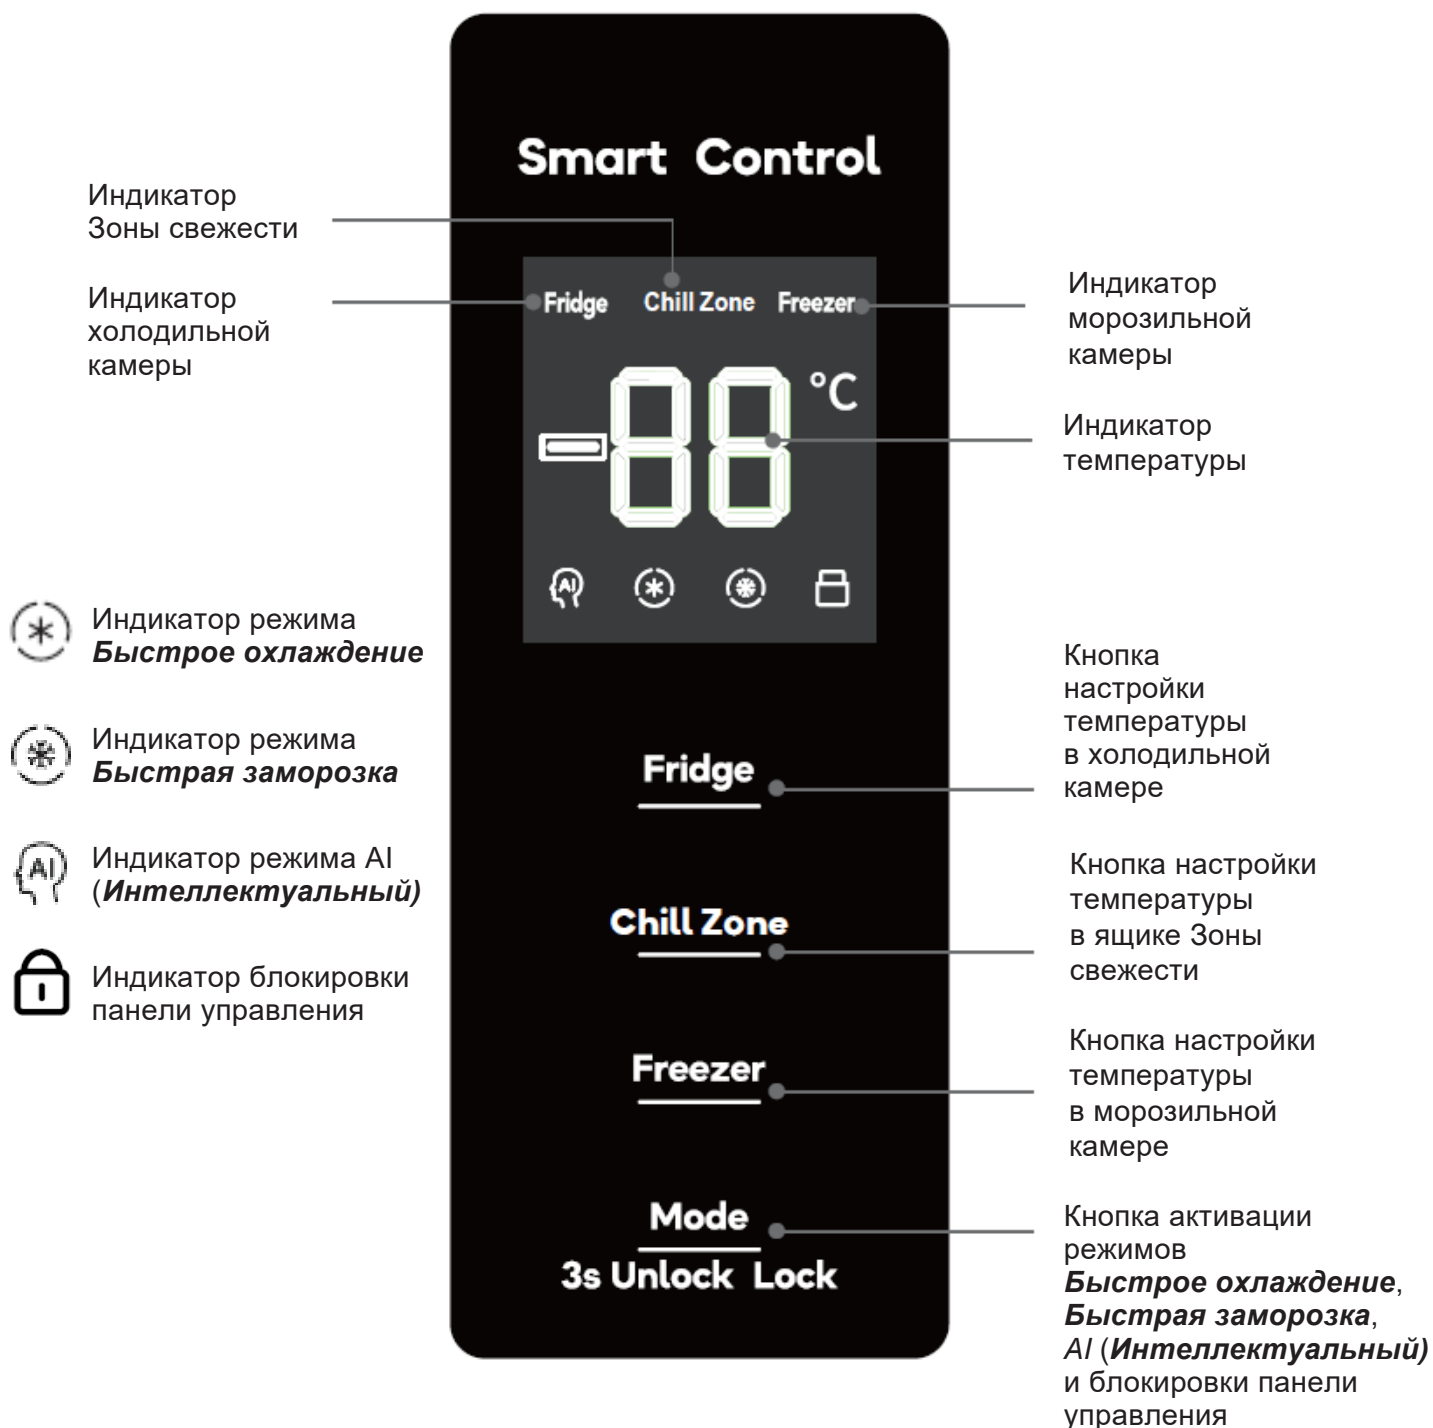 Smart Control
Индикатор
Зоны свежести
Индикатор
холодильной
камеры
Fridge Chill Zone Freezer
-88 °C
AI
Индикатор
морозильной
камеры
Индикатор
температуры
Индикатор режима
Быстрое охлаждение
Индикатор режима
Быстрая заморозка
AI
Индикатор режима AI
(Интеллектуальный)
Индикатор блокировки
панели управления
Fridge
Chill Zone
Freezer
Mode
3s Unlock Lock
Кнопка
настройки
температуры
в холодильной
камере
Кнопка настройки
температуры
в ящике Зоны
свежести
Кнопка настройки
температуры
в морозильной
камере
Кнопка активации
режимов
Быстрое охлаждение,
Быстрая заморозка,
AI (Интеллектуальный)
и блокировки панели
управления